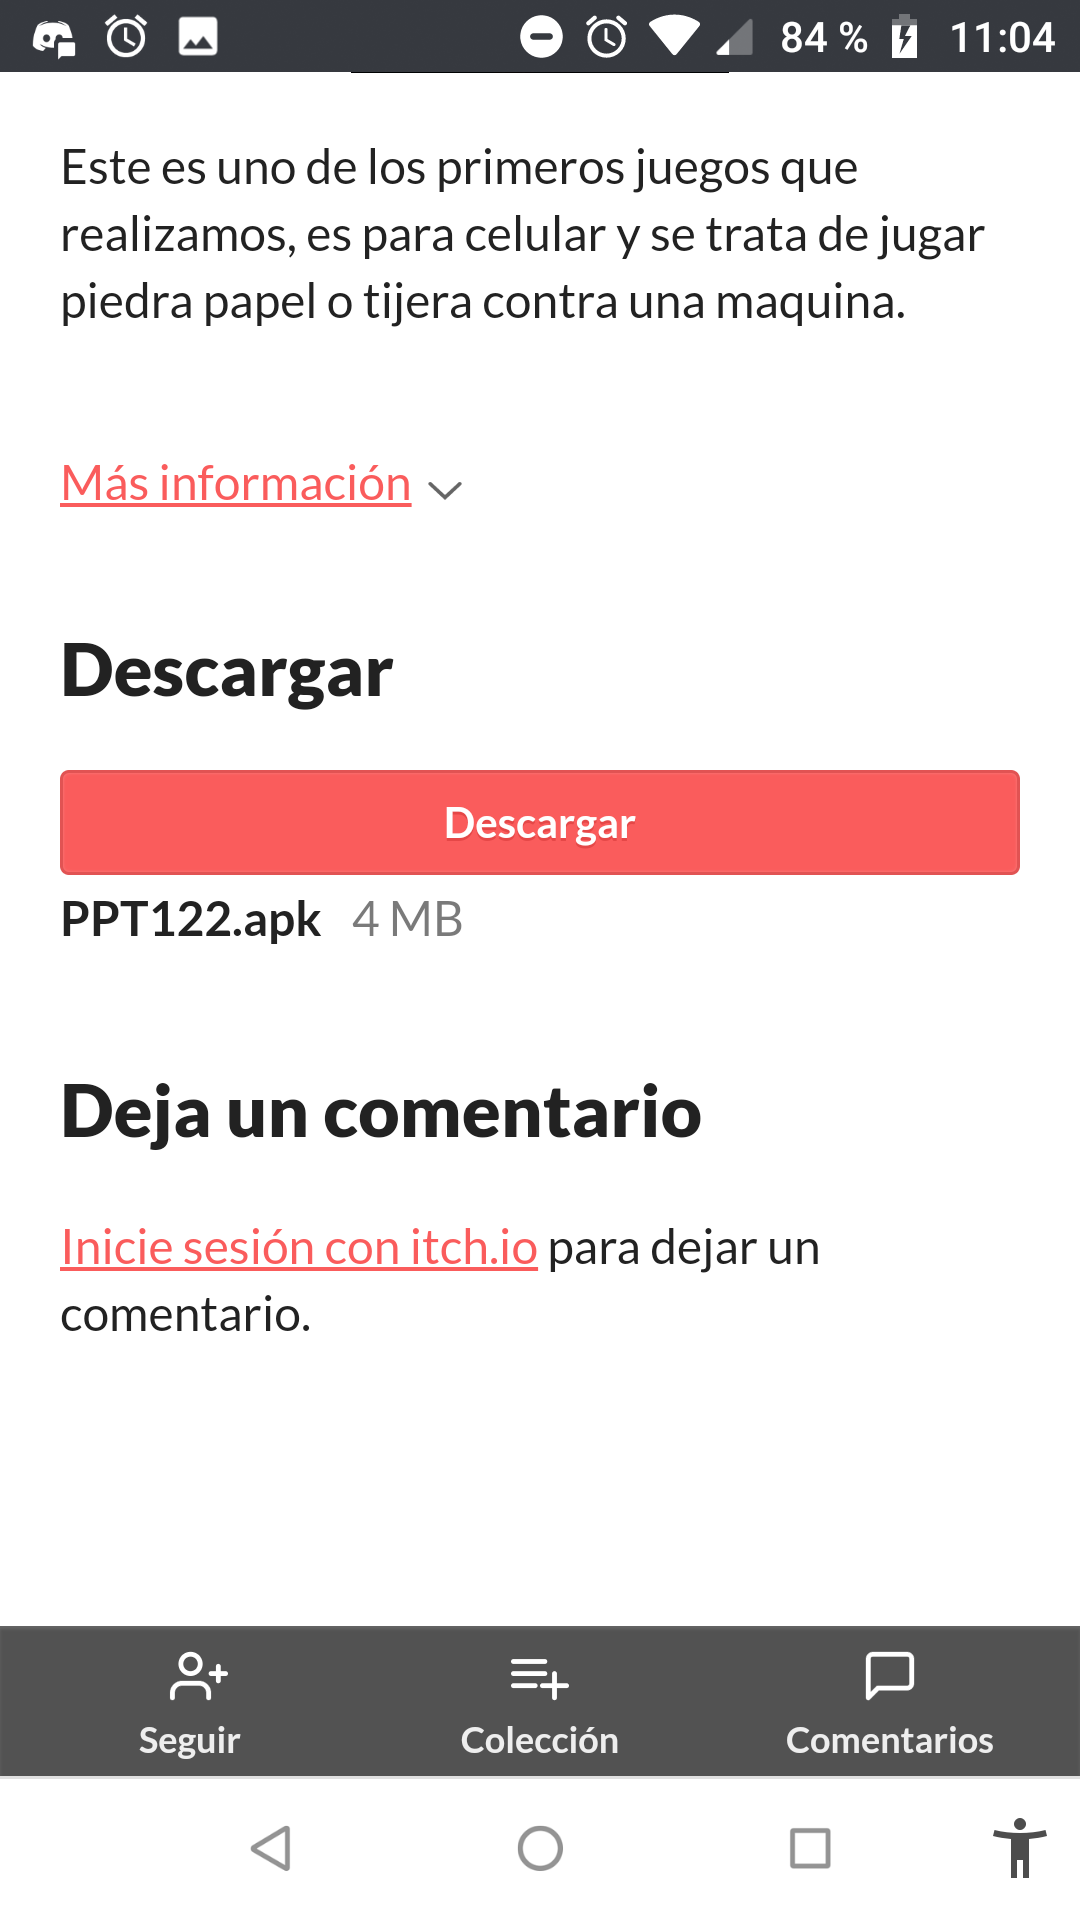 84 % 11:04
Este es uno de los primeros juegos que
realizamos, es para celular y se trata de jugar
piedra papel o tijera contra una maquina.
Más información
Descargar
Descargar
PPT122.apk 4 MB
Deja un comentario
Inicie sesión con itch.io para dejar un
comentario.
Seguir Colección Comentarios